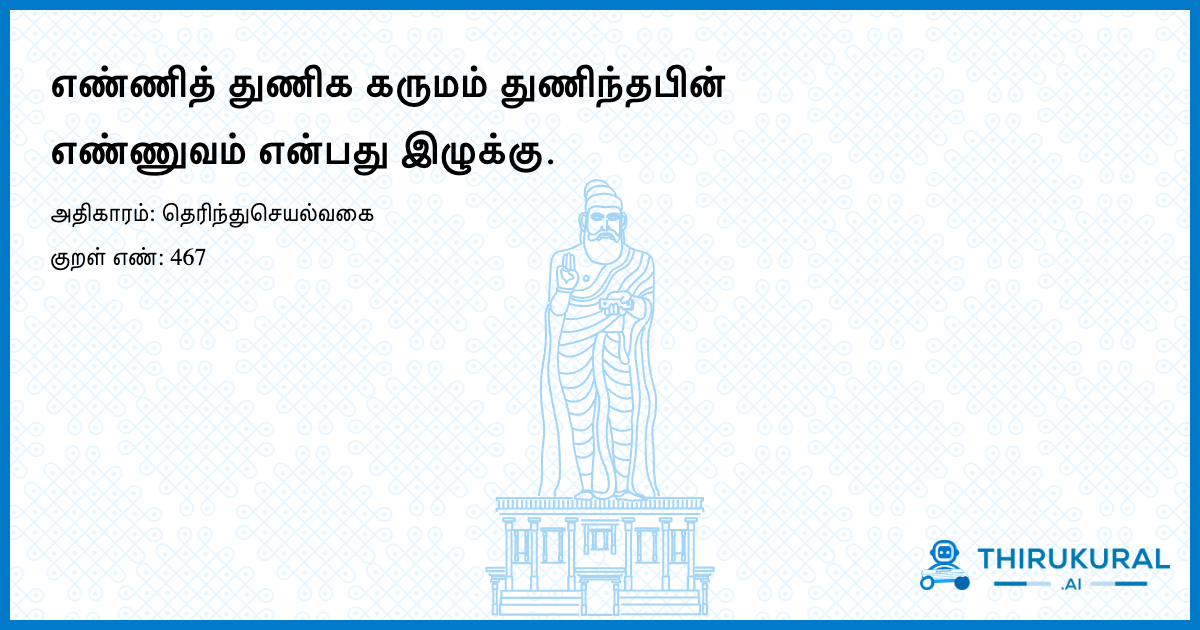 எண்ணித் துணிக கருமம் துணிந்தபின்
எண்ணுவம் என்பது இழுக்கு.
அதிகாரம்: தெரிந்துசெயல்வகை
குறள் எண்: 467
THIRUKURAL
.AI